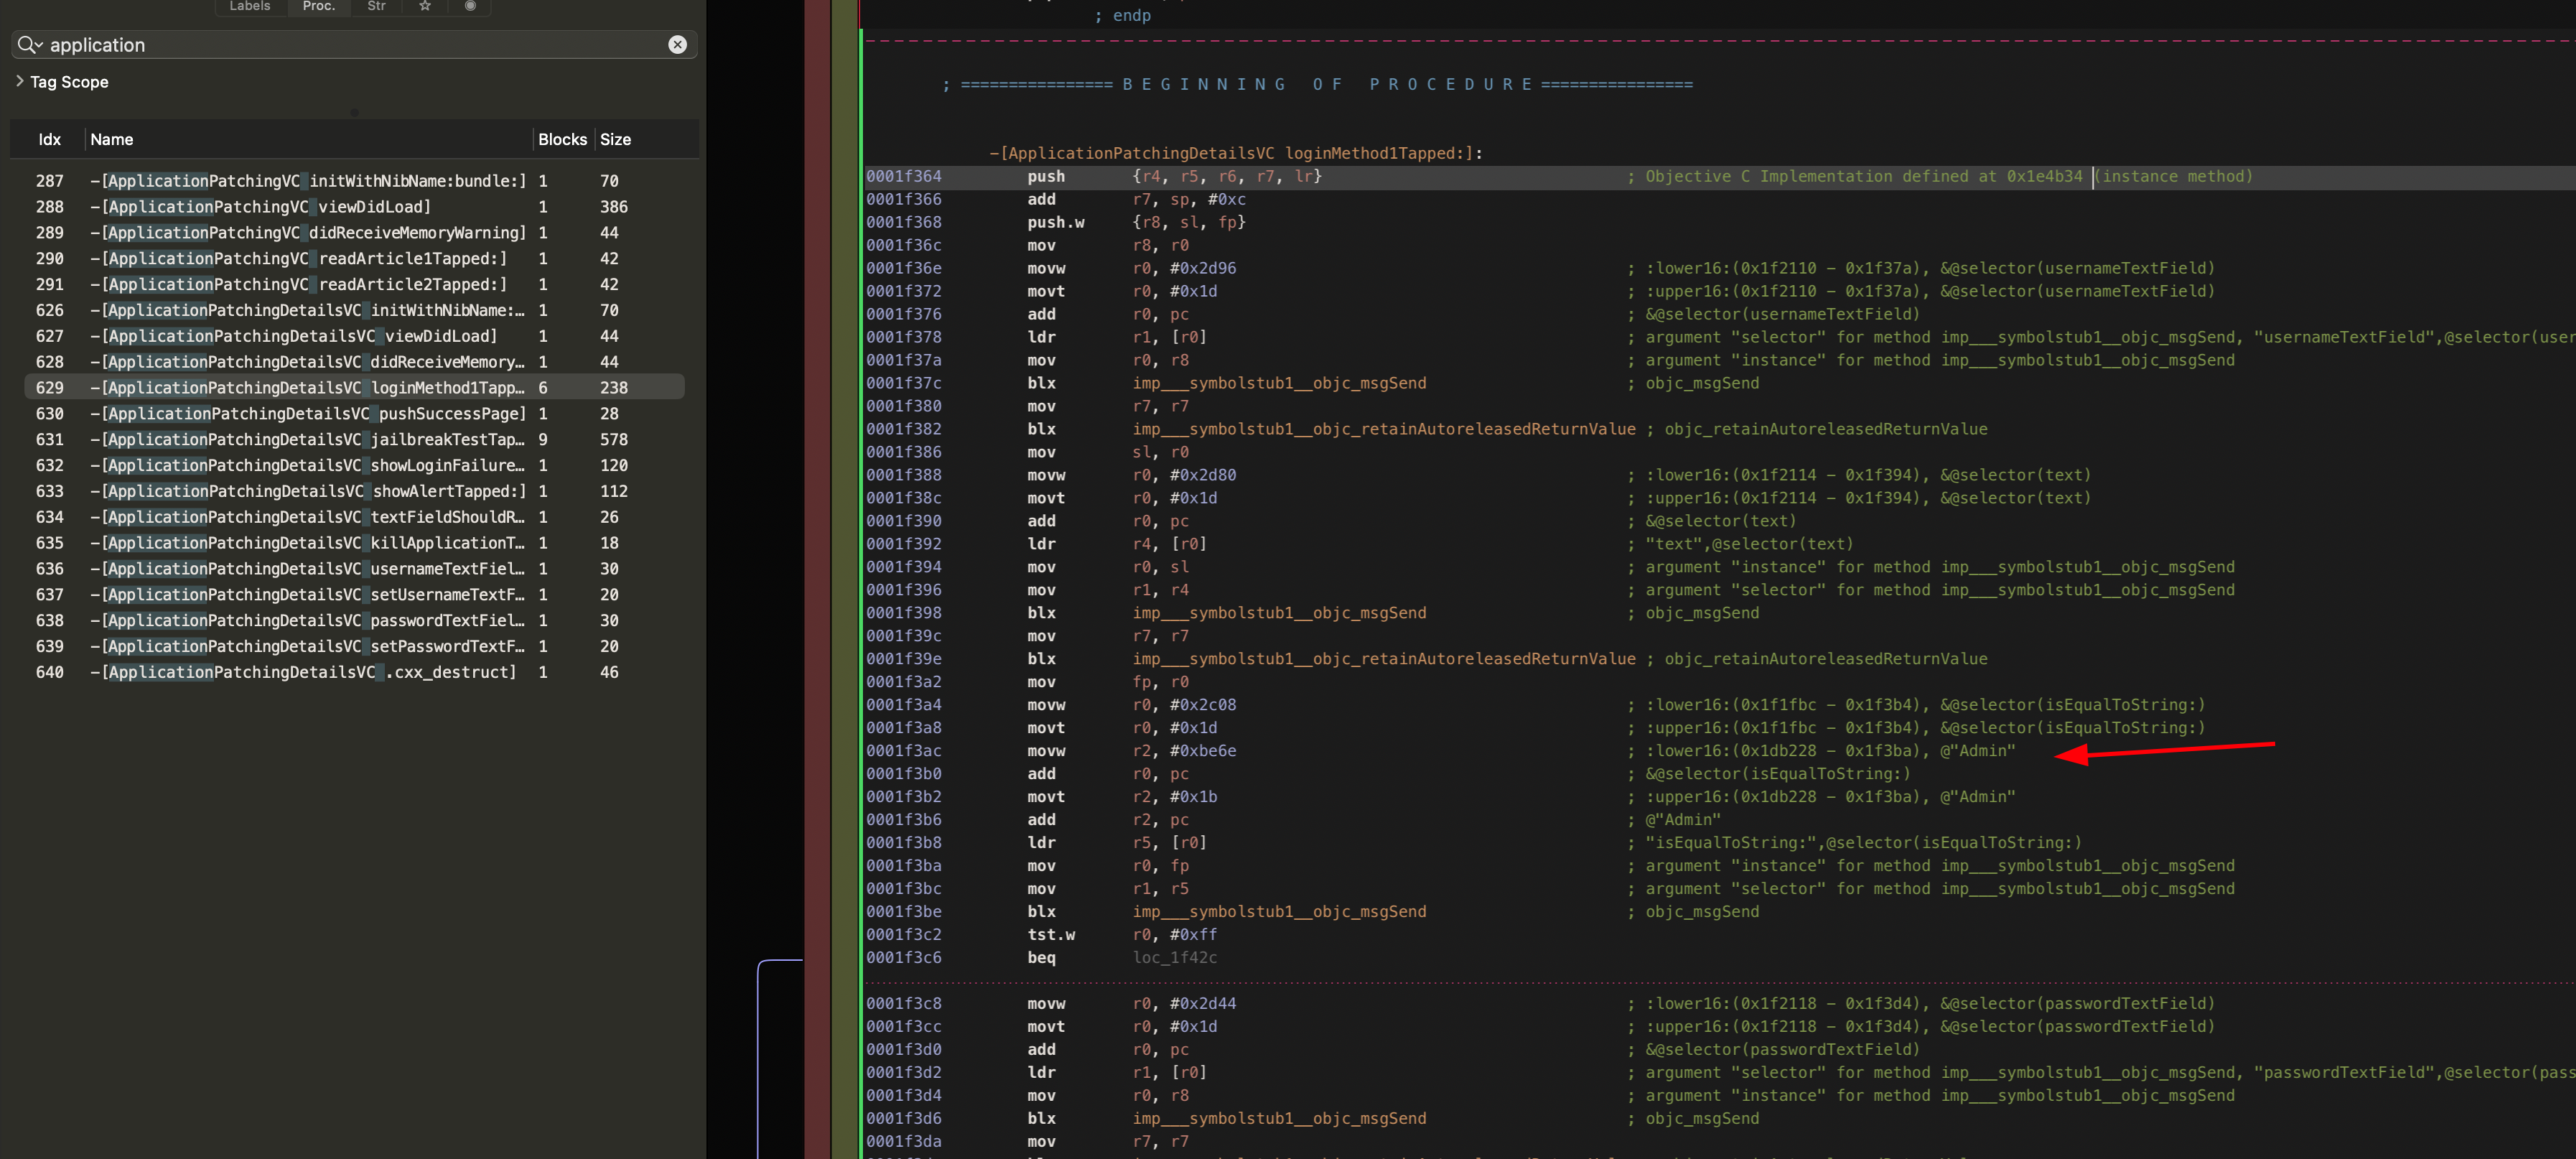 Labels Proc. Str
application
Tag Scope
Idx Name Blocks Size
287 -[ApplicationPatchingVC initWithNibName:bundle:] 1 70
288 -[ApplicationPatchingVC viewDidLoad] 1 386
289 -[ApplicationPatchingVC didReceiveMemoryWarning] 1 44
290 -[ApplicationPatchingVC readArticle1Tapped:] 1 42
291 -[ApplicationPatchingVC readArticle2Tapped:] 1 42
626 -[ApplicationPatchingDetailsVC initWithNibName:… 1 70
627 -[ApplicationPatchingDetailsVC viewDidLoad] 1 44
628 -[ApplicationPatchingDetailsVC didReceiveMemory… 1 44
629 -[ApplicationPatchingDetailsVC loginMethod1Tapp… 6 238
630 -[ApplicationPatchingDetailsVC pushSuccessPage] 1 28
631 -[ApplicationPatchingDetailsVC jailbreakTestTap… 9 578
632 -[ApplicationPatchingDetailsVC showLoginFailure… 1 120
633 -[ApplicationPatchingDetailsVC showAlertTapped:] 1 112
634 -[ApplicationPatchingDetailsVC textFieldShouldR… 1 26
635 -[ApplicationPatchingDetailsVC killApplicationT… 1 18
636 -[ApplicationPatchingDetailsVC usernameTextFiel… 1 30
637 -[ApplicationPatchingDetailsVC setUsernameTextF… 1 20
638 -[ApplicationPatchingDetailsVC passwordTextFiel… 1 30
639 -[ApplicationPatchingDetailsVC setPasswordTextF… 1 20
640 -[ApplicationPatchingDetailsVC .cxx_destruct] 1 46
; endp
; ================ B E G I N N I N G   O F   P R O C E D U R E ================
-[ApplicationPatchingDetailsVC loginMethod1Tapped:]:
0001f364 push {r4, r5, r6, r7, lr} ; Objective C Implementation defined at 0x1e4b34 (instance method)
0001f366 add r7, sp, #0xc
0001f368 push.w {r8, sl, fp}
0001f36c mov r8, r0
0001f36e movw r0, #0x2d96 ; :lower16:(0x1f2110 - 0x1f37a), &@selector(usernameTextField)
0001f372 movt r0, #0x1d ; :upper16:(0x1f2110 - 0x1f37a), &@selector(usernameTextField)
0001f376 add r0, pc ; &@selector(usernameTextField)
0001f378 ldr r1, [r0] ; argument "selector" for method imp___symbolstub1__objc_msgSend, "usernameTextField",@selector(user
0001f37a mov r0, r8 ; argument "instance" for method imp___symbolstub1__objc_msgSend
0001f37c blx imp___symbolstub1__objc_msgSend ; objc_msgSend
0001f380 mov r7, r7
0001f382 blx imp___symbolstub1__objc_retainAutoreleasedReturnValue ; objc_retainAutoreleasedReturnValue
0001f386 mov sl, r0
0001f388 movw r0, #0x2d80 ; :lower16:(0x1f2114 - 0x1f394), &@selector(text)
0001f38c movt r0, #0x1d ; :upper16:(0x1f2114 - 0x1f394), &@selector(text)
0001f390 add r0, pc ; &@selector(text)
0001f392 ldr r4, [r0] ; "text",@selector(text)
0001f394 mov r0, sl ; argument "instance" for method imp___symbolstub1__objc_msgSend
0001f396 mov r1, r4 ; argument "selector" for method imp___symbolstub1__objc_msgSend
0001f398 blx imp___symbolstub1__objc_msgSend ; objc_msgSend
0001f39c mov r7, r7
0001f39e blx imp___symbolstub1__objc_retainAutoreleasedReturnValue ; objc_retainAutoreleasedReturnValue
0001f3a2 mov fp, r0
0001f3a4 movw r0, #0x2c08 ; :lower16:(0x1f1fbc - 0x1f3b4), &@selector(isEqualToString:)
0001f3a8 movt r0, #0x1d ; :upper16:(0x1f1fbc - 0x1f3b4), &@selector(isEqualToString:)
0001f3ac movw r2, #0xbe6e ; :lower16:(0x1db228 - 0x1f3ba), @"Admin"
0001f3b0 add r0, pc ; &@selector(isEqualToString:)
0001f3b2 movt r2, #0x1b ; :upper16:(0x1db228 - 0x1f3ba), @"Admin"
0001f3b6 add r2, pc ; @"Admin"
0001f3b8 ldr r5, [r0] ; "isEqualToString:",@selector(isEqualToString:)
0001f3ba mov r0, fp ; argument "instance" for method imp___symbolstub1__objc_msgSend
0001f3bc mov r1, r5 ; argument "selector" for method imp___symbolstub1__objc_msgSend
0001f3be blx imp___symbolstub1__objc_msgSend ; objc_msgSend
0001f3c2 tst.w r0, #0xff
0001f3c6 beq loc_1f42c
0001f3c8 movw r0, #0x2d44 ; :lower16:(0x1f2118 - 0x1f3d4), &@selector(passwordTextField)
0001f3cc movt r0, #0x1d ; :upper16:(0x1f2118 - 0x1f3d4), &@selector(passwordTextField)
0001f3d0 add r0, pc ; &@selector(passwordTextField)
0001f3d2 ldr r1, [r0] ; argument "selector" for method imp___symbolstub1__objc_msgSend, "passwordTextField",@selector(pass
0001f3d4 mov r0, r8 ; argument "instance" for method imp___symbolstub1__objc_msgSend
0001f3d6 blx imp___symbolstub1__objc_msgSend ; objc_msgSend
0001f3da mov r7, r7